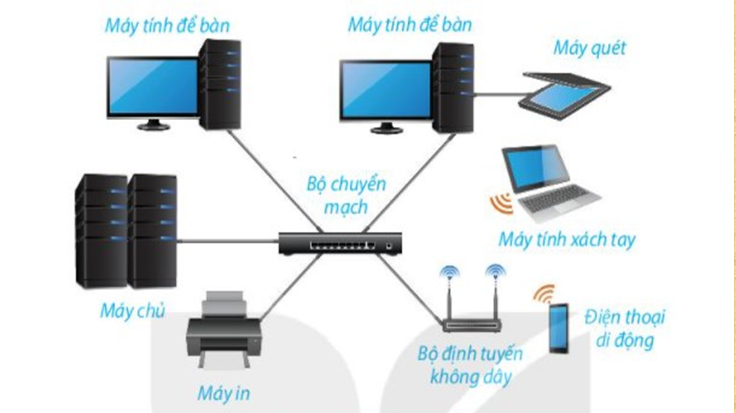 Máy tính để bàn
Máy tính để bàn
Máy quét
Bộ chuyển
mạch
Máy tính xách tay
Máy chủ
Điện thoại
di động
Bộ định tuyến
không dây
Máy in